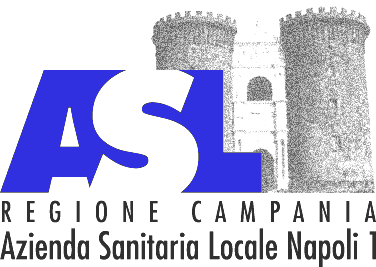 ASL
REGIONE CAMPANIA
Azienda Sanitaria Locale Napoli 1